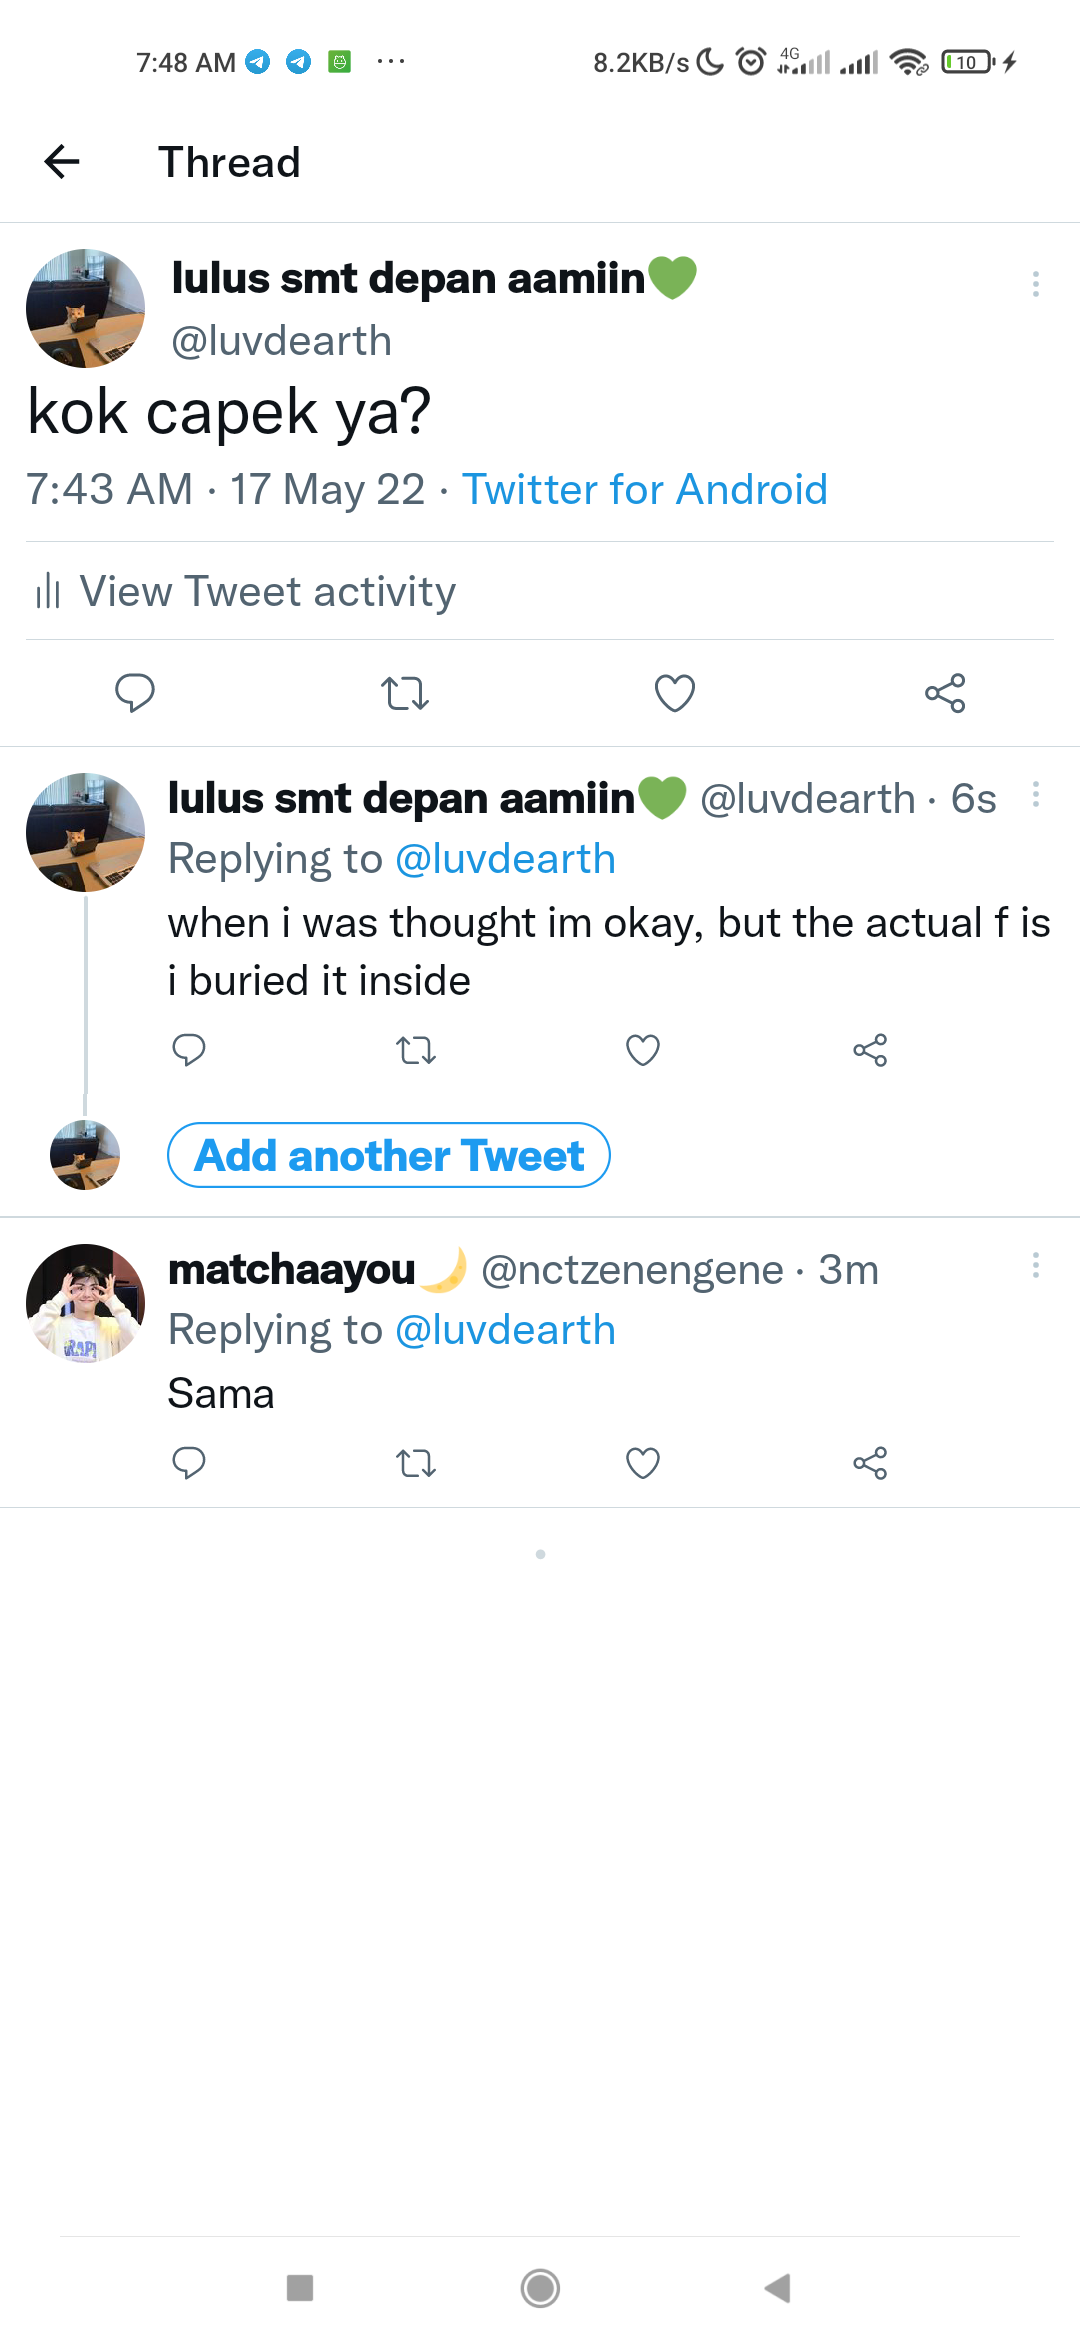 7:48 AM ... 8.2KB/s 4G 10
Thread
lulus smt depan aamiin💚
@luvdearth
kok capek ya?
7:43 AM · 17 May 22 · Twitter for Android
View Tweet activity
lulus smt depan aamiin💚 @luvdearth · 6s
Replying to @luvdearth
when i was thought im okay, but the actual f is
i buried it inside
Add another Tweet
matchaayou🌙 @nctzenengene · 3m
Replying to @luvdearth
Sama